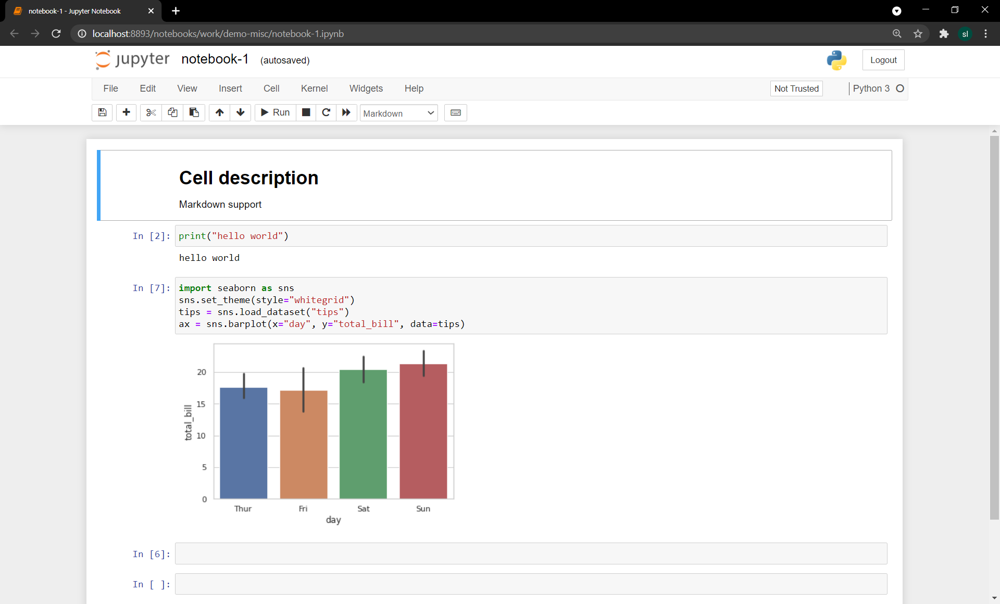 notebook-1 - Jupyter Notebook
localhost:8893/notebooks/work/demo-misc/notebook-1.ipynb
sl
jupyter notebook-1 (autosaved)
Logout
File Edit View Insert Cell Kernel Widgets Help
Not Trusted
Python 3
Run
Markdown
Cell description
Markdown support
In [2]: print("hello world")
hello world
In [7]: import seaborn as sns
sns.set_theme(style="whitegrid")
tips = sns.load_dataset("tips")
ax = sns.barplot(x="day", y="total_bill", data=tips)
20
15
10
5
0
total_bill
Thur Fri Sat Sun
day
In [6]:
In [ ]: